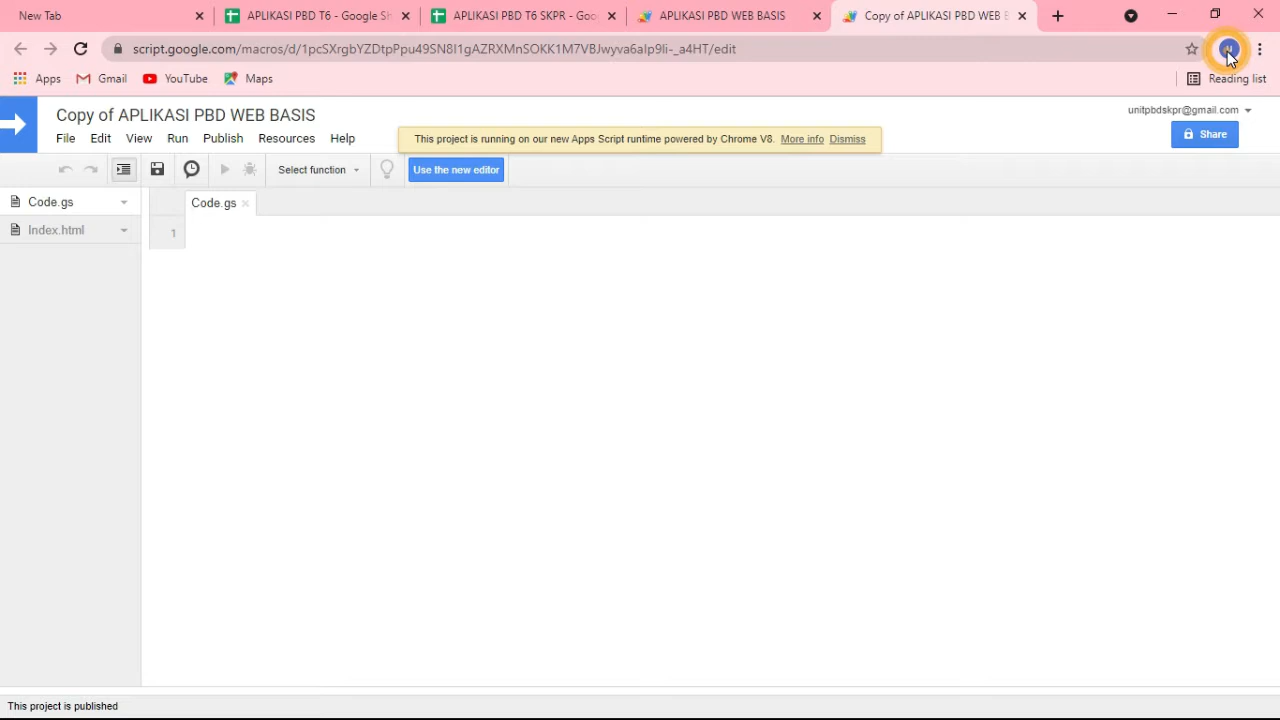 New Tab
APLIKASI PBD T6 - Google Sh
APLIKASI PBD T6 SKPR - Goo
APLIKASI PBD WEB BASIS
Copy of APLIKASI PBD WEB B
script.google.com/macros/d/1pcSXrgbYZDtpPpu49SN8I1gAZRXMnSOKK1M7VBJwyva6aIp9Ii-_a4HT/edit
Apps
Gmail
YouTube
Maps
Reading list
Copy of APLIKASI PBD WEB BASIS
unitpbdskpr@gmail.com
File
Edit
View
Run
Publish
Resources
Help
This project is running on our new Apps Script runtime powered by Chrome V8. More info Dismiss
Share
Select function
Use the new editor
Code.gs
Code.gs
Index.html
1
This project is published